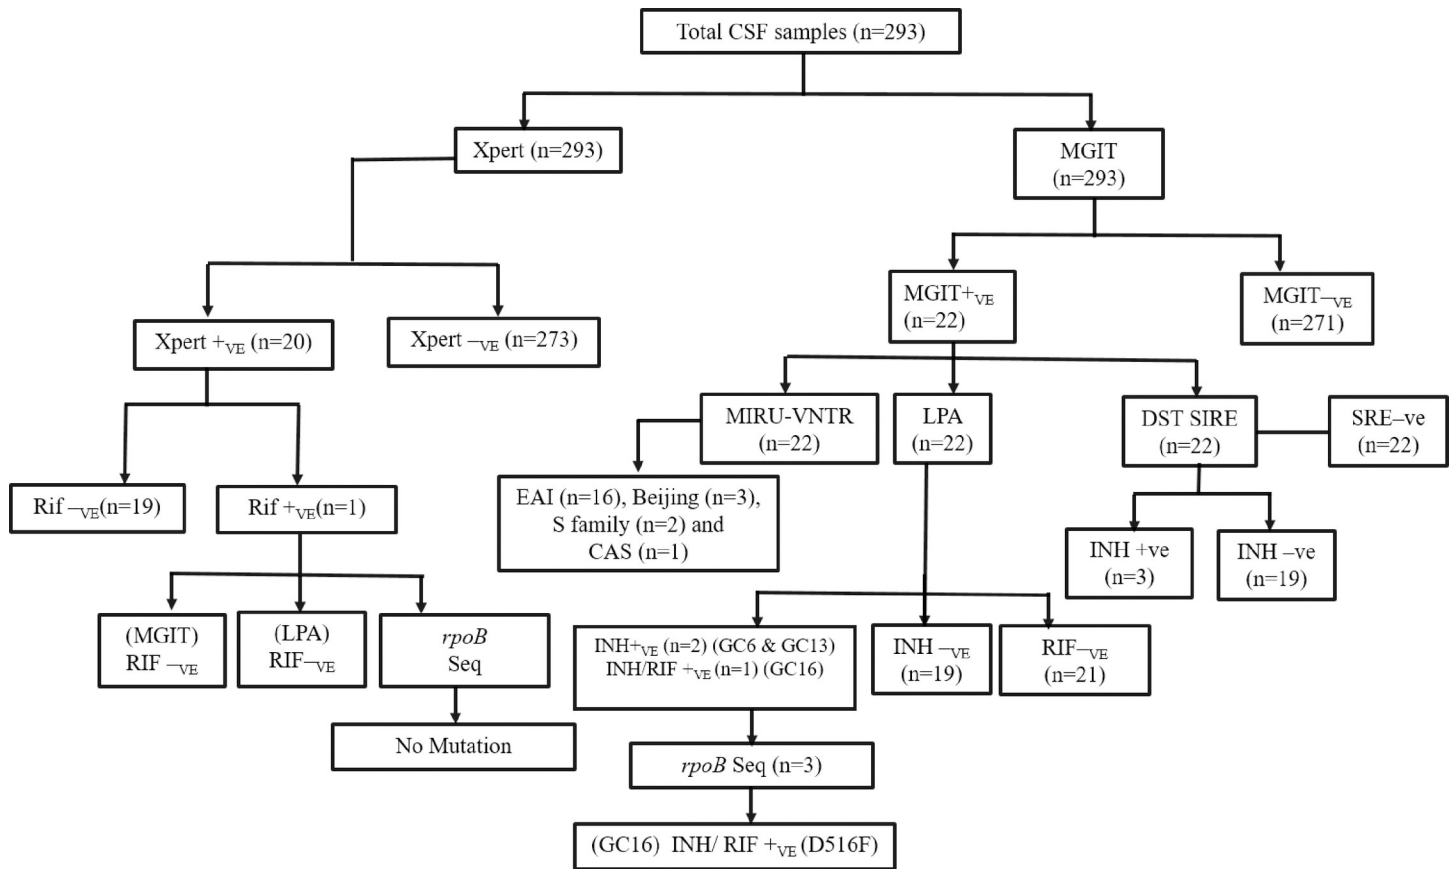 Total CSF samples (n=293)
Xpert (n=293)
MGIT
(n=293)
MGIT+VE
(n=22)
MGIT–VE
(n=271)
Xpert +VE (n=20)
Xpert –VE (n=273)
MIRU-VNTR
(n=22)
LPA
(n=22)
DST SIRE
(n=22)
SRE–ve
(n=22)
Rif –VE(n=19)
Rif +VE(n=1)
EAI (n=16), Beijing (n=3),
S family (n=2) and
CAS (n=1)
INH +ve
(n=3)
INH –ve
(n=19)
(MGIT)
RIF –VE
(LPA)
RIF–VE
rpoB
Seq
INH+VE (n=2) (GC6 & GC13)
INH/RIF +VE (n=1) (GC16)
INH –VE
(n=19)
RIF–VE
(n=21)
No Mutation
rpoB Seq (n=3)
(GC16) INH/ RIF +VE (D516F)